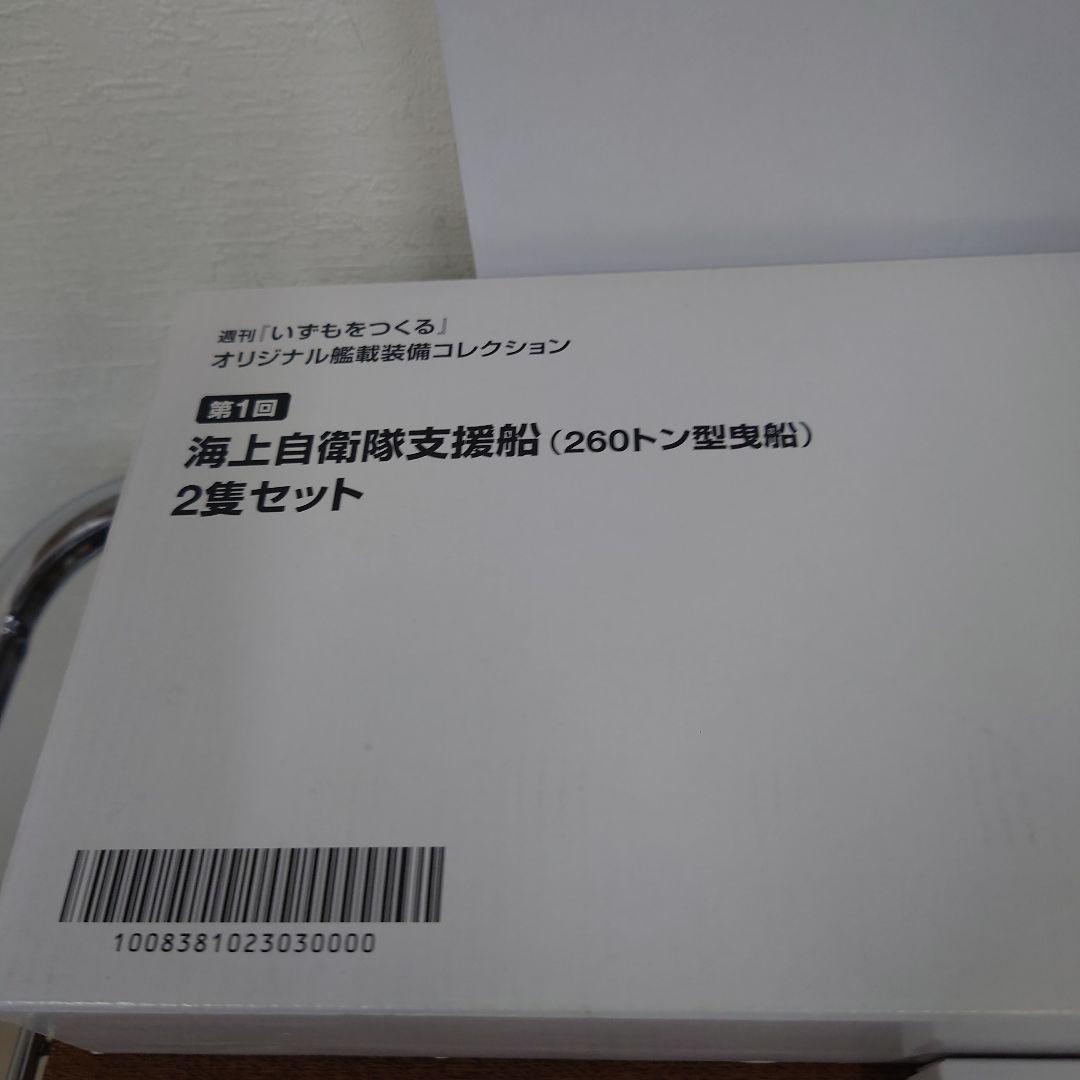 週刊『いずもをつくる』
オリジナル艦載装備コレクション
第1回
海上自衛隊支援船（260トン型曳船）
2隻セット
1008381023030000